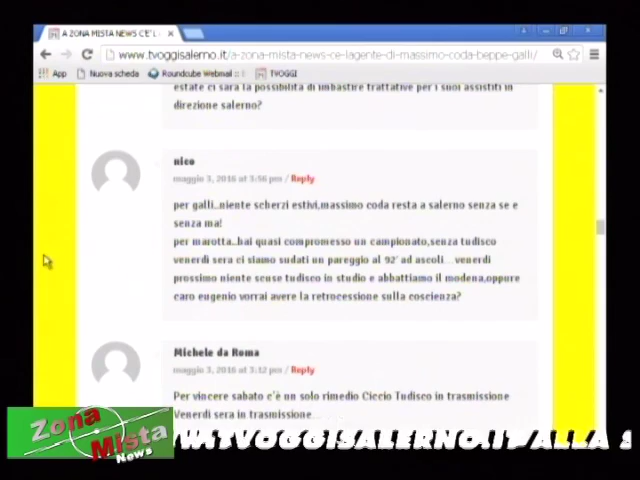 A ZONA MISTA NEWS C'E' L
www.tvoggisalerno.it/a-zona-mista-news-ce-lagente-di-massimo-coda-beppe-galli/
App Nuova scheda Roundcube Webmail :: TVOGGI
estate ci sarà la possibilità di imbastire trattative per i suoi assistiti in
direzione salerno?
nico
maggio 3, 2016 at 3:56 pm / Reply
per galli..niente scherzi estivi,massimo coda resta a salerno senza se e
senza ma!
per marotta..hai quasi compromesso un campionato,senza tudisco
venerdi sera ci siamo sudati un pareggio al 92' ad ascoli... venerdi
prossimo niente scuse tudisco in studio e abbattiamo il modena,oppure
caro eugenio vorrai avere la retrocessione sulla coscienza?
Michele da Roma
maggio 3, 2016 at 3:12 pm / Reply
Per vincere sabato c'è un solo rimedio Ciccio Tudisco in trasmissione
Venerdi sera in trasmissione...
Zona
Mista
News
WWW.TVOGGISALERNO.IT/ALLA S